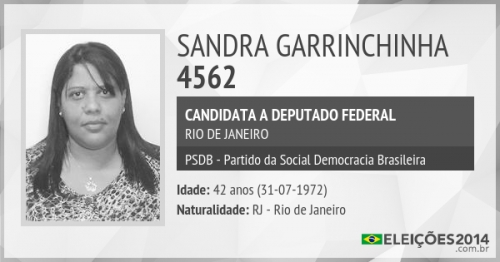 SANDRA GARRINCHINHA
4562
CANDIDATA A DEPUTADO FEDERAL
RIO DE JANEIRO
PSDB - Partido da Social Democracia Brasileira
Idade: 42 anos (31-07-1972)
Naturalidade: RJ - Rio de Janeiro
ELEIÇÕES2014
.com.br